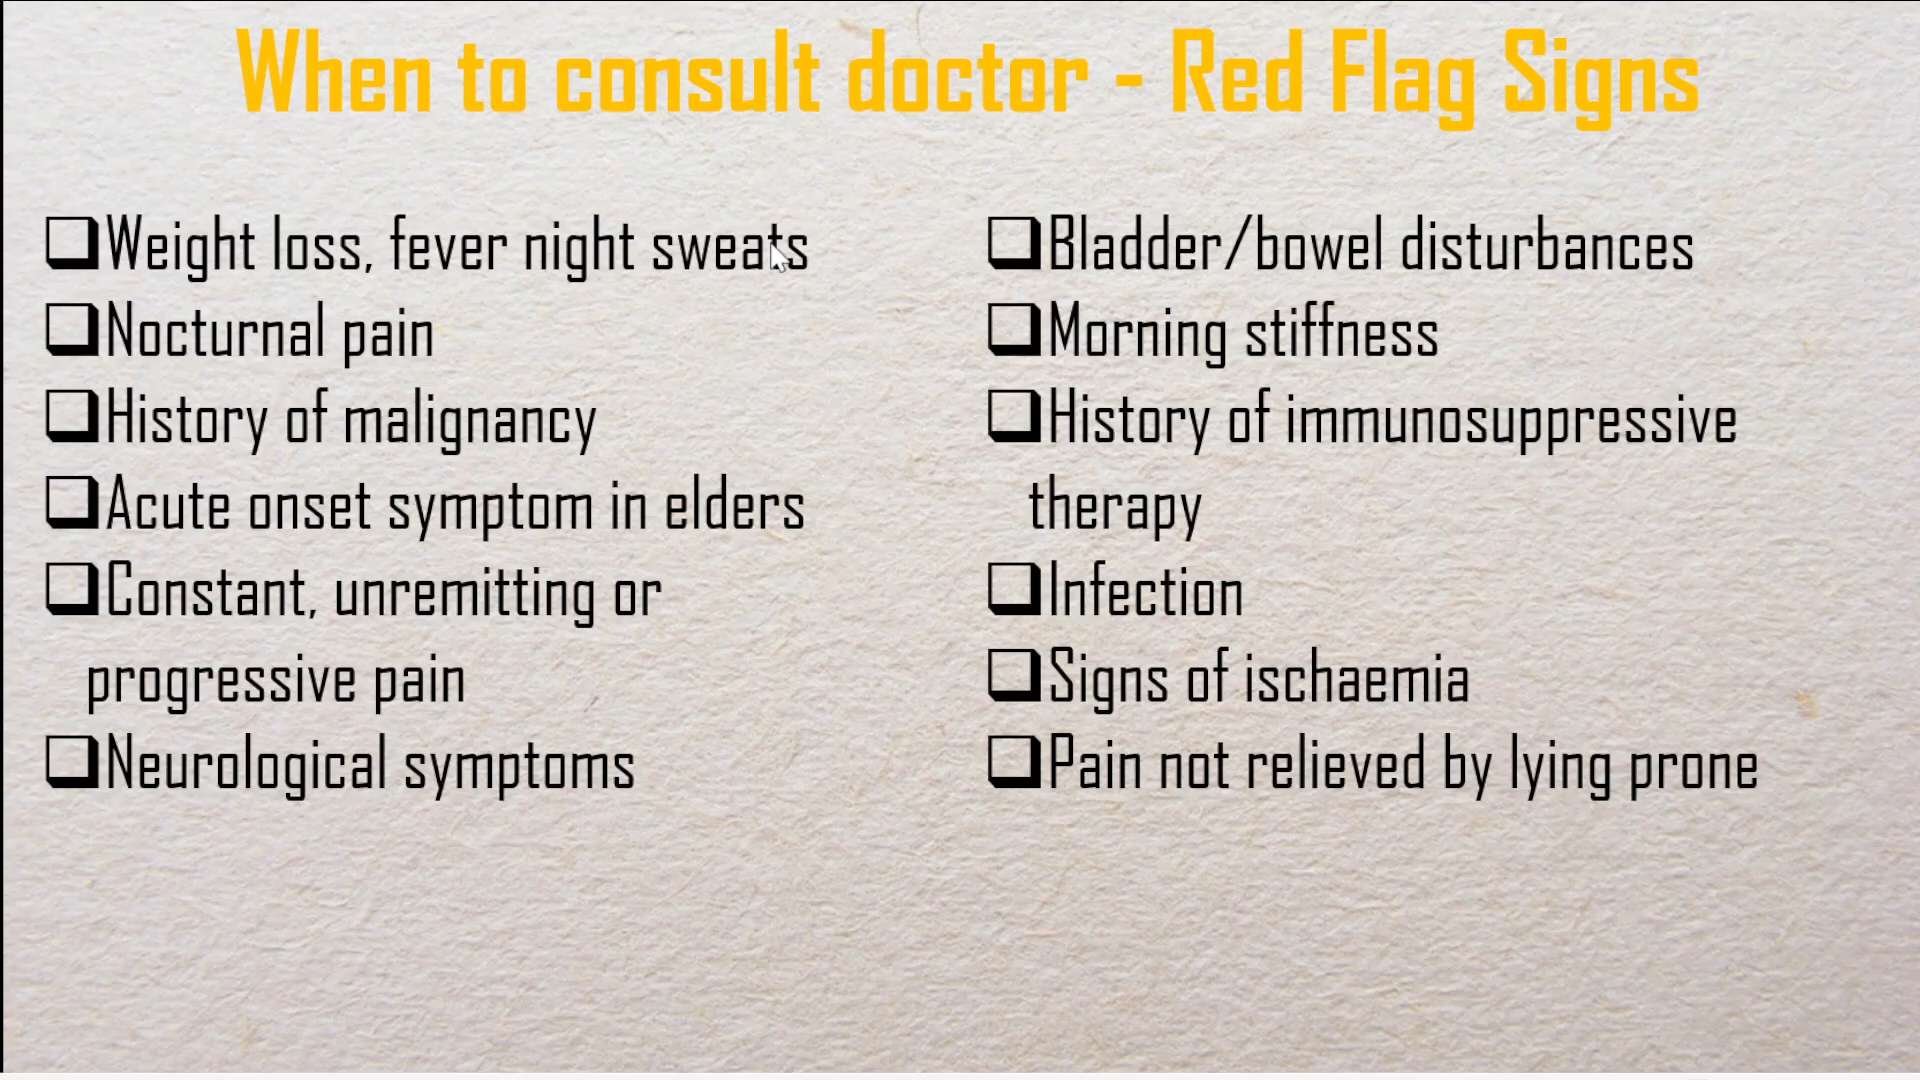 When to consult doctor - Red Flag Signs
Weight loss, fever night sweats
Nocturnal pain
History of malignancy
Acute onset symptom in elders
Constant, unremitting or
progressive pain
Neurological symptoms
Bladder/bowel disturbances
Morning stiffness
History of immunosuppressive
therapy
Infection
Signs of ischaemia
Pain not relieved by lying prone